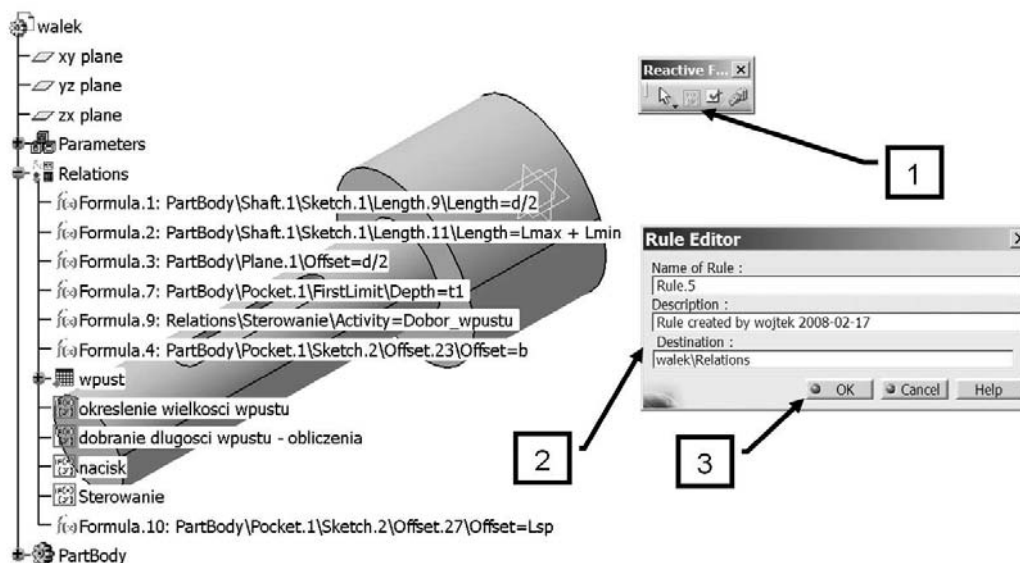 walek
xy plane
yz plane
zx plane
Parameters
Relations
Formula.1: PartBody\Shaft.1\Sketch.1\Length.9\Length=d/2
Formula.2: PartBody\Shaft.1\Sketch.1\Length.11\Length=Lmax + Lmin
Formula.3: PartBody\Plane.1\Offset=d/2
Formula.7: PartBody\Pocket.1\FirstLimit\Depth=t1
Formula.9: Relations\Sterowanie\Activity=Dobor_wpustu
Formula.4: PartBody\Pocket.1\Sketch.2\Offset.23\Offset=b
wpust
okreslenie wielkosci wpustu
dobranie dlugosci wpustu - obliczenia
nacisk
Sterowanie
Formula.10: PartBody\Pocket.1\Sketch.2\Offset.27\Offset=Lsp
PartBody
Reactive F...
1
Rule Editor
Name of Rule :
Rule.5
Description :
Rule created by wojtek 2008-02-17
Destination :
walek\Relations
OK Cancel Help
2
3